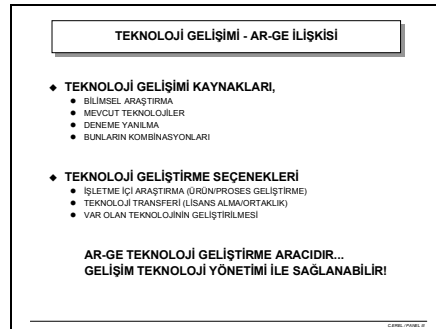 TEKNOLOJİ GELİŞİMİ - AR-GE İLİŞKİSİ
◆ TEKNOLOJİ GELİŞİMİ KAYNAKLARI,
● BİLİMSEL ARAŞTIRMA
● MEVCUT TEKNOLOJİLER
● DENEME YANILMA
● BUNLARIN KOMBİNASYONLARI
◆ TEKNOLOJİ GELİŞTİRME SEÇENEKLERİ
● İŞLETME İÇİ ARAŞTIRMA (ÜRÜN/PROSES GELİŞTİRME)
● TEKNOLOJİ TRANSFERİ (LİSANS ALMA/ORTAKLIK)
● VAR OLAN TEKNOLOJİNİN GELİŞTİRİLMESİ
AR-GE TEKNOLOJİ GELİŞTİRME ARACIDIR...
GELİŞİM TEKNOLOJİ YÖNETİMİ İLE SAĞLANABİLİR!